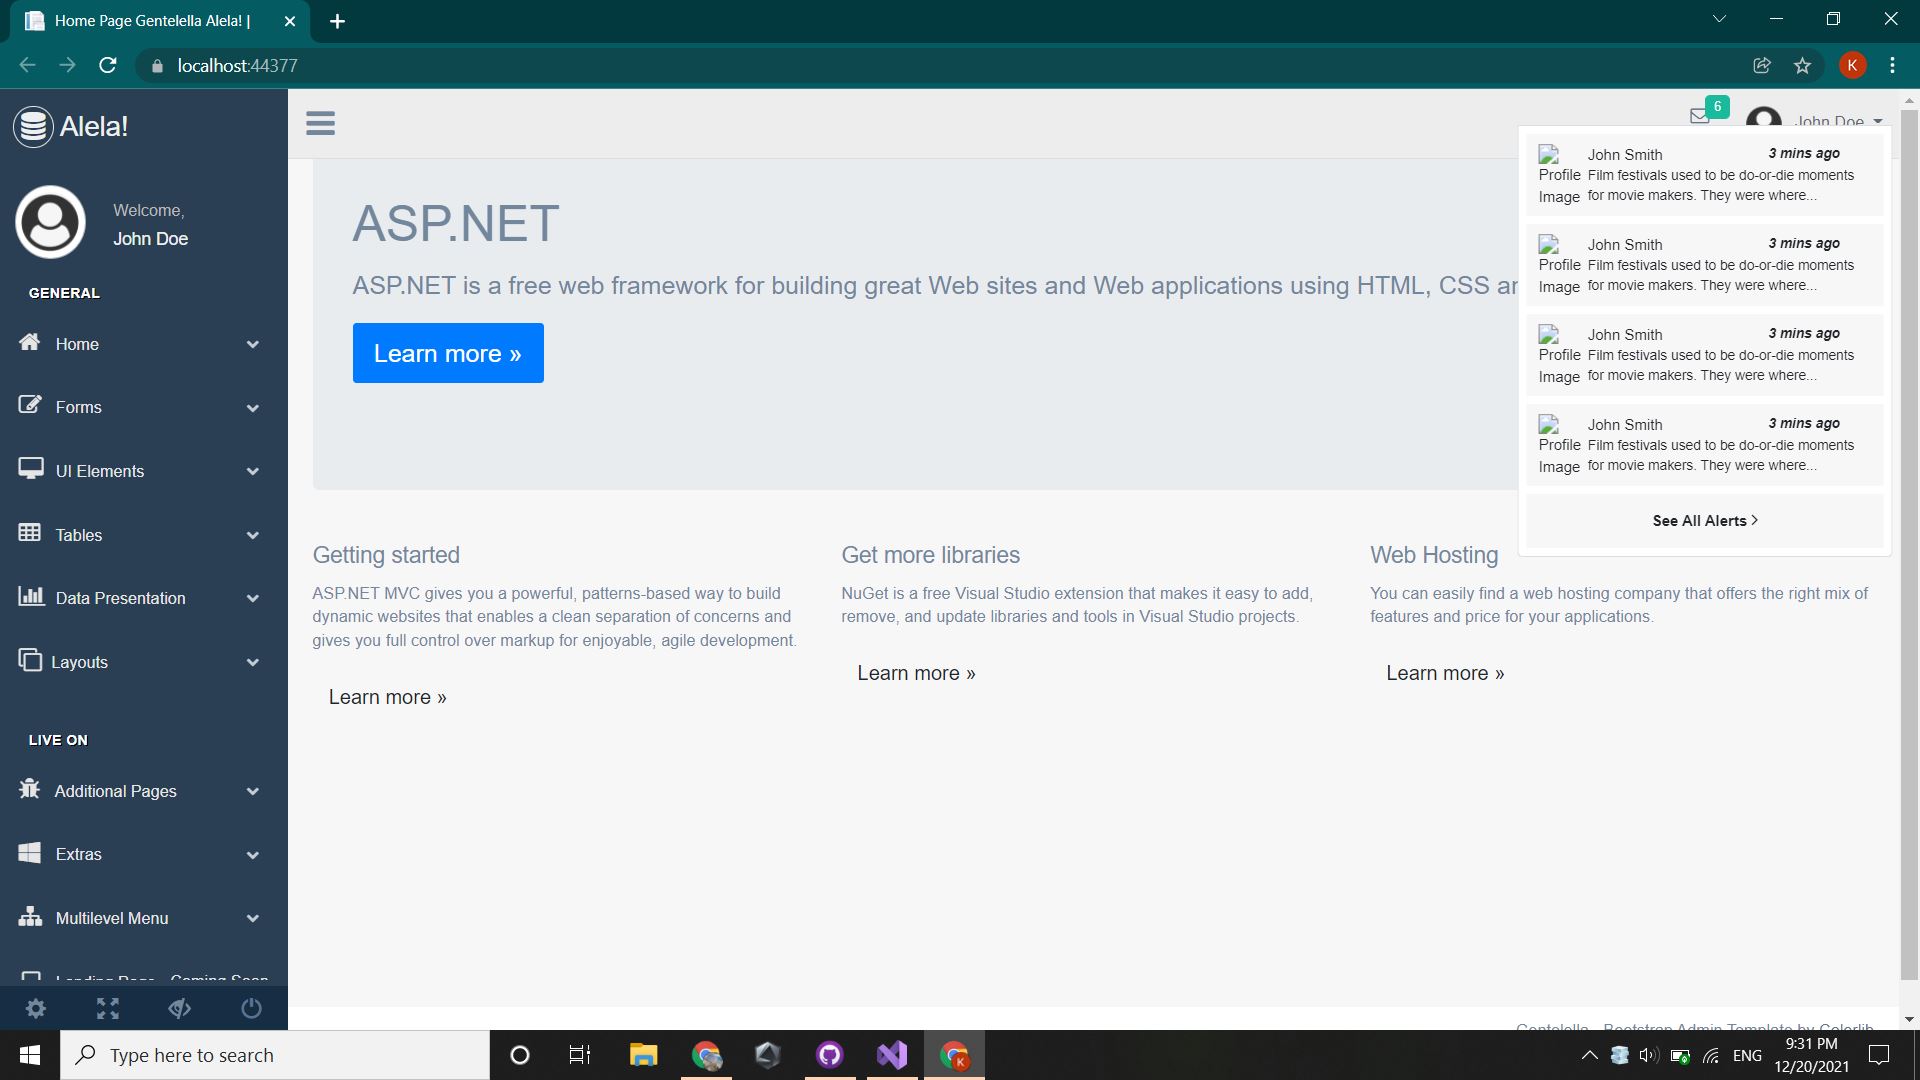 Home Page Gentelella Alela! |
localhost:44377
K
Alela!
6
John Doe
Welcome,
John Doe
GENERAL
Home
Forms
UI Elements
Tables
Data Presentation
Layouts
LIVE ON
Additional Pages
Extras
Multilevel Menu
Landing Page Coming Soon
ASP.NET
ASP.NET is a free web framework for building great Web sites and Web applications using HTML, CSS ar
Learn more »
John Smith 3 mins ago
Profile Image
Film festivals used to be do-or-die moments
for movie makers. They were where...
John Smith 3 mins ago
Profile Image
Film festivals used to be do-or-die moments
for movie makers. They were where...
John Smith 3 mins ago
Profile Image
Film festivals used to be do-or-die moments
for movie makers. They were where...
John Smith 3 mins ago
Profile Image
Film festivals used to be do-or-die moments
for movie makers. They were where...
See All Alerts
Getting started
ASP.NET MVC gives you a powerful, patterns-based way to build
dynamic websites that enables a clean separation of concerns and
gives you full control over markup for enjoyable, agile development.
Learn more »
Get more libraries
NuGet is a free Visual Studio extension that makes it easy to add,
remove, and update libraries and tools in Visual Studio projects.
Learn more »
Web Hosting
You can easily find a web hosting company that offers the right mix of
features and price for your applications.
Learn more »
Gentelella - Bootstrap Admin Template by Colorlib
Type here to search
K
ENG
9:31 PM
12/20/2021